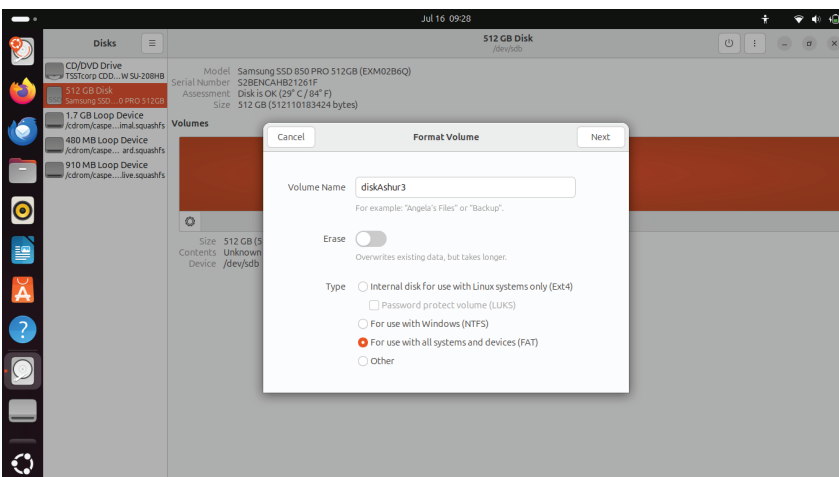 Jul 16 09:28
Disks
512 GB Disk
/dev/sdb
CD/DVD Drive
TSSTcorp CDD...W SU-208HB
512 GB Disk
Samsung SSD...0 PRO 512GB
1.7 GB Loop Device
/cdrom/caspe...imal.squashfs
480 MB Loop Device
/cdrom/caspe... ard.squashfs
910 MB Loop Device
/cdrom/caspe...live.squashfs
Model Samsung SSD 850 PRO 512GB (EXM02B6Q)
Serial Number S2BENCAHB21261F
Assessment Disk is OK (29° C / 84° F)
Size 512 GB (512110183424 bytes)
Volumes
Size 512 GB (5
Contents Unknown
Device /dev/sdb
Cancel
Format Volume
Next
Volume Name diskAshur3
For example: "Angela's Files" or "Backup".
Erase
Overwrites existing data, but takes longer.
Type Internal disk for use with Linux systems only (Ext4)
Password protect volume (LUKS)
For use with Windows (NTFS)
For use with all systems and devices (FAT)
Other